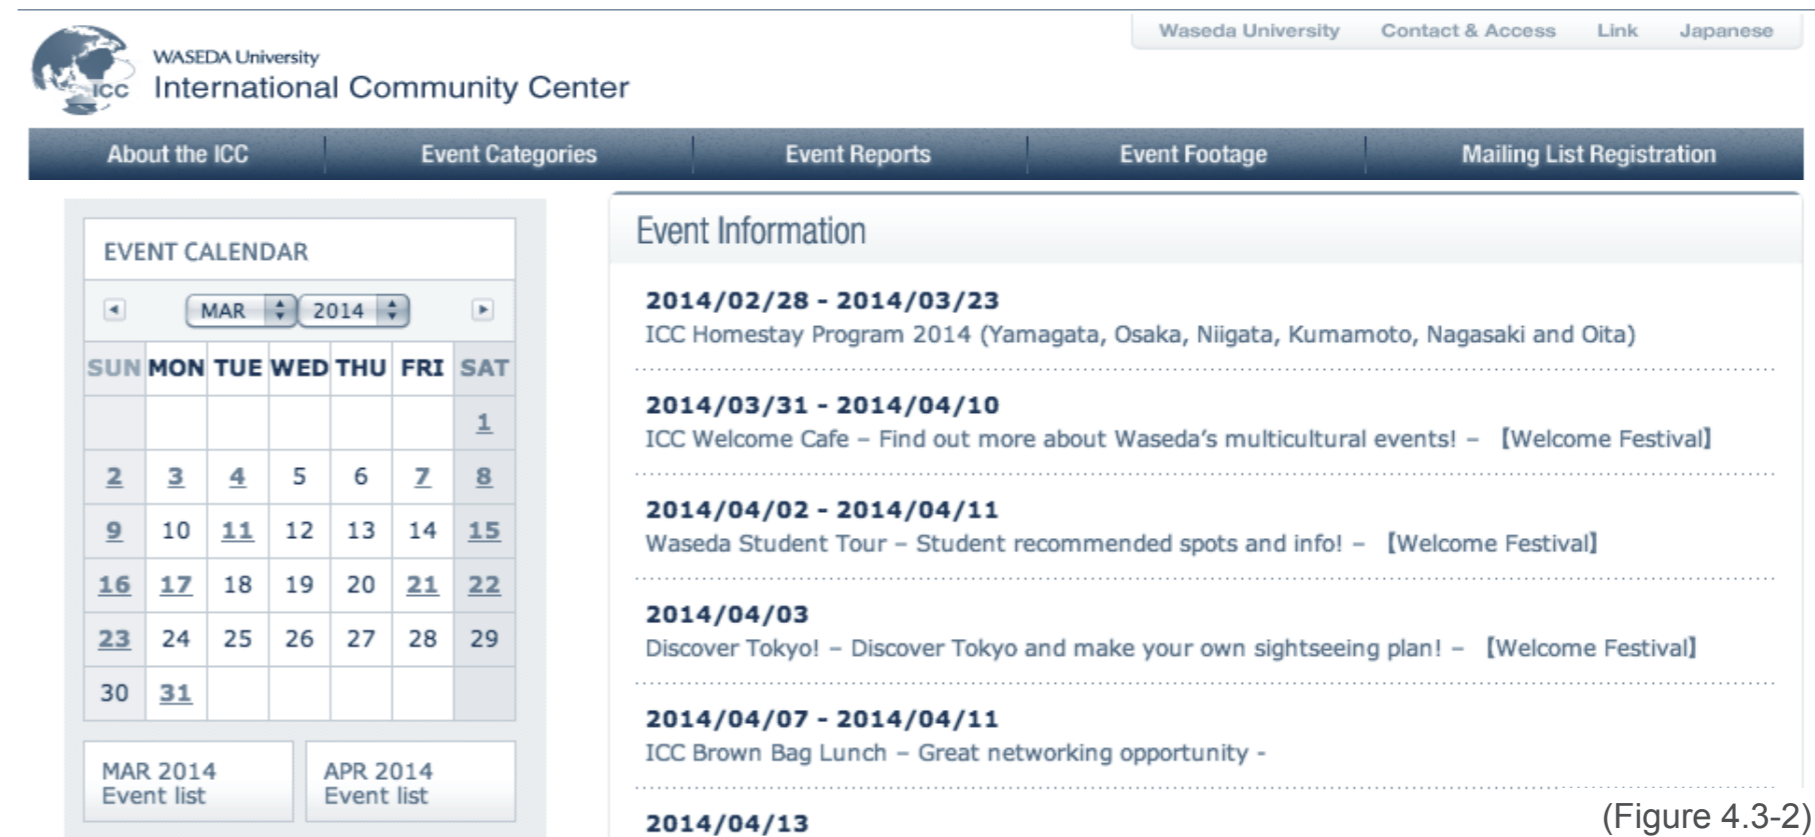 Waseda University Contact & Access Link Japanese
WASEDA University
International Community Center
ICC
About the ICC Event Categories Event Reports Event Footage Mailing List Registration
EVENT CALENDAR
MAR 2014
SUN MON TUE WED THU FRI SAT
1
2 3 4 5 6 7 8
9 10 11 12 13 14 15
16 17 18 19 20 21 22
23 24 25 26 27 28 29
30 31
MAR 2014
Event list
APR 2014
Event list
Event Information
2014/02/28 - 2014/03/23
ICC Homestay Program 2014 (Yamagata, Osaka, Niigata, Kumamoto, Nagasaki and Oita)
2014/03/31 - 2014/04/10
ICC Welcome Cafe – Find out more about Waseda's multicultural events! – 【Welcome Festival】
2014/04/02 - 2014/04/11
Waseda Student Tour – Student recommended spots and info! – 【Welcome Festival】
2014/04/03
Discover Tokyo! – Discover Tokyo and make your own sightseeing plan! – 【Welcome Festival】
2014/04/07 - 2014/04/11
ICC Brown Bag Lunch – Great networking opportunity -
2014/04/13
(Figure 4.3-2)